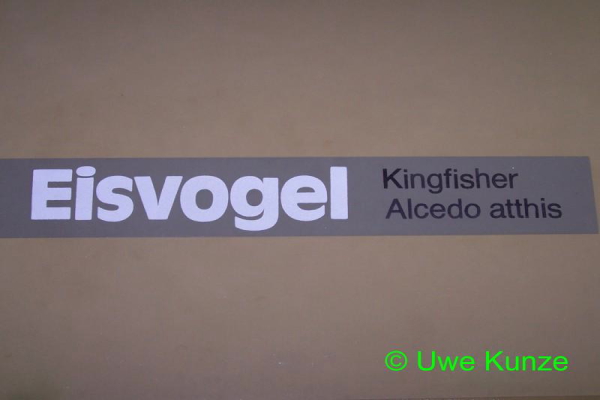 Eisvogel
Kingfisher
Alcedo atthis
© Uwe Kunze